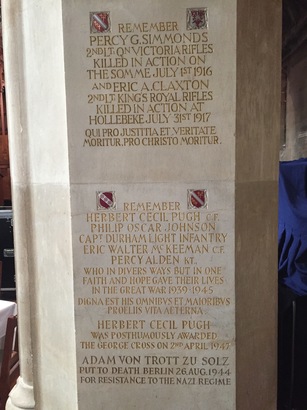 REMEMBER
PERCY G. SIMMONDS
2ND LT QN VICTORIA RIFLES
KILLED IN ACTION ON
THE SOMME JULY 1ST 1916
AND ERIC A. CLAXTON
2ND LT. KING'S ROYAL RIFLES
KILLED IN ACTION AT
HOLLEBEKE JULY 31ST 1917
QUI PRO JUSTITIA ET VERITATE
MORITUR, PRO CHRISTO MORITUR.
REMEMBER
HERBERT CECIL PUGH C.F.
PHILIP OSCAR JOHNSON
CAPT. DURHAM LIGHT INFANTRY
ERIC WALTER MCKEEMAN C.F.
PERCY ALDEN KT.
WHO IN DIVERS WAYS BUT IN ONE
FAITH AND HOPE GAVE THEIR LIVES
IN THE GREAT WAR 1939-1945
DIGNA EST HIS OMNIBVS ET MAIORIBVS
PROELIIS VITA AETERNA
HERBERT CECIL PUGH
WAS POSTHUMOUSLY AWARDED
THE GEORGE CROSS ON 2ND APRIL 1947
ADAM VON TROTT ZU SOLZ
PUT TO DEATH BERLIN 26 AUG. 1944
FOR RESISTANCE TO THE NAZI REGIME